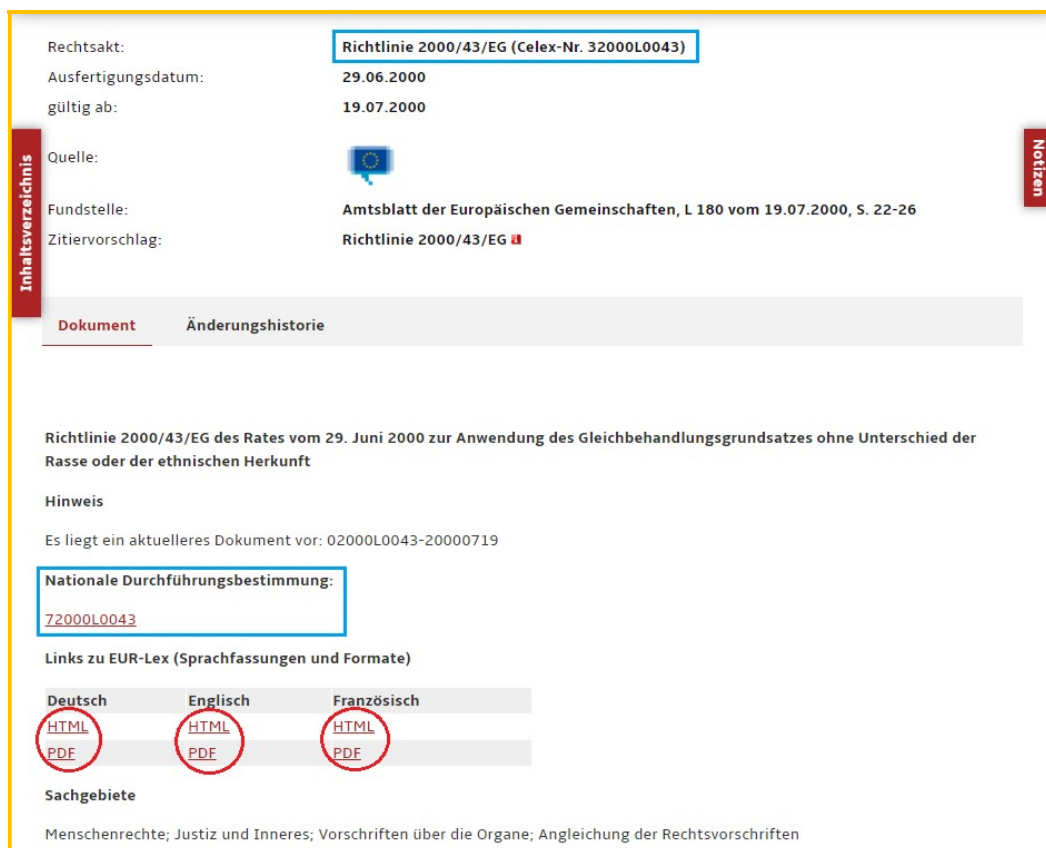 Rechtsakt: Richtlinie 2000/43/EG (Celex-Nr. 32000L0043)
Ausfertigungsdatum: 29.06.2000
gültig ab: 19.07.2000
Inhaltsverzeichnis
Notizen
Quelle:
Fundstelle: Amtsblatt der Europäischen Gemeinschaften, L 180 vom 19.07.2000, S. 22-26
Zitiervorschlag: Richtlinie 2000/43/EG
Dokument Änderungshistorie
Richtlinie 2000/43/EG des Rates vom 29. Juni 2000 zur Anwendung des Gleichbehandlungsgrundsatzes ohne Unterschied der
Rasse oder der ethnischen Herkunft
Hinweis
Es liegt ein aktuelleres Dokument vor: 02000L0043-20000719
Nationale Durchführungsbestimmung:
72000L0043
Links zu EUR-Lex (Sprachfassungen und Formate)
Deutsch Englisch Französisch
HTML HTML HTML
PDF PDF PDF
Sachgebiete
Menschenrechte; Justiz und Inneres; Vorschriften über die Organe; Angleichung der Rechtsvorschriften